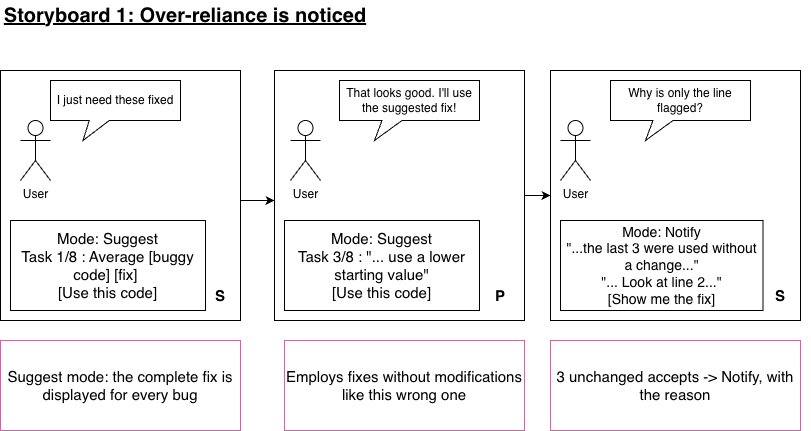 Storyboard 1: Over-reliance is noticed
I just need these fixed
User
Mode: Suggest
Task 1/8 : Average [buggy
code] [fix]
[Use this code]
S
That looks good. I'll use
the suggested fix!
User
Mode: Suggest
Task 3/8 : "... use a lower
starting value"
[Use this code]
P
Why is only the line
flagged?
User
Mode: Notify
"...the last 3 were used without
a change..."
"... Look at line 2..."
[Show me the fix]
S
Suggest mode: the complete fix is
displayed for every bug
Employs fixes without modifications
like this wrong one
3 unchanged accepts -> Notify, with
the reason